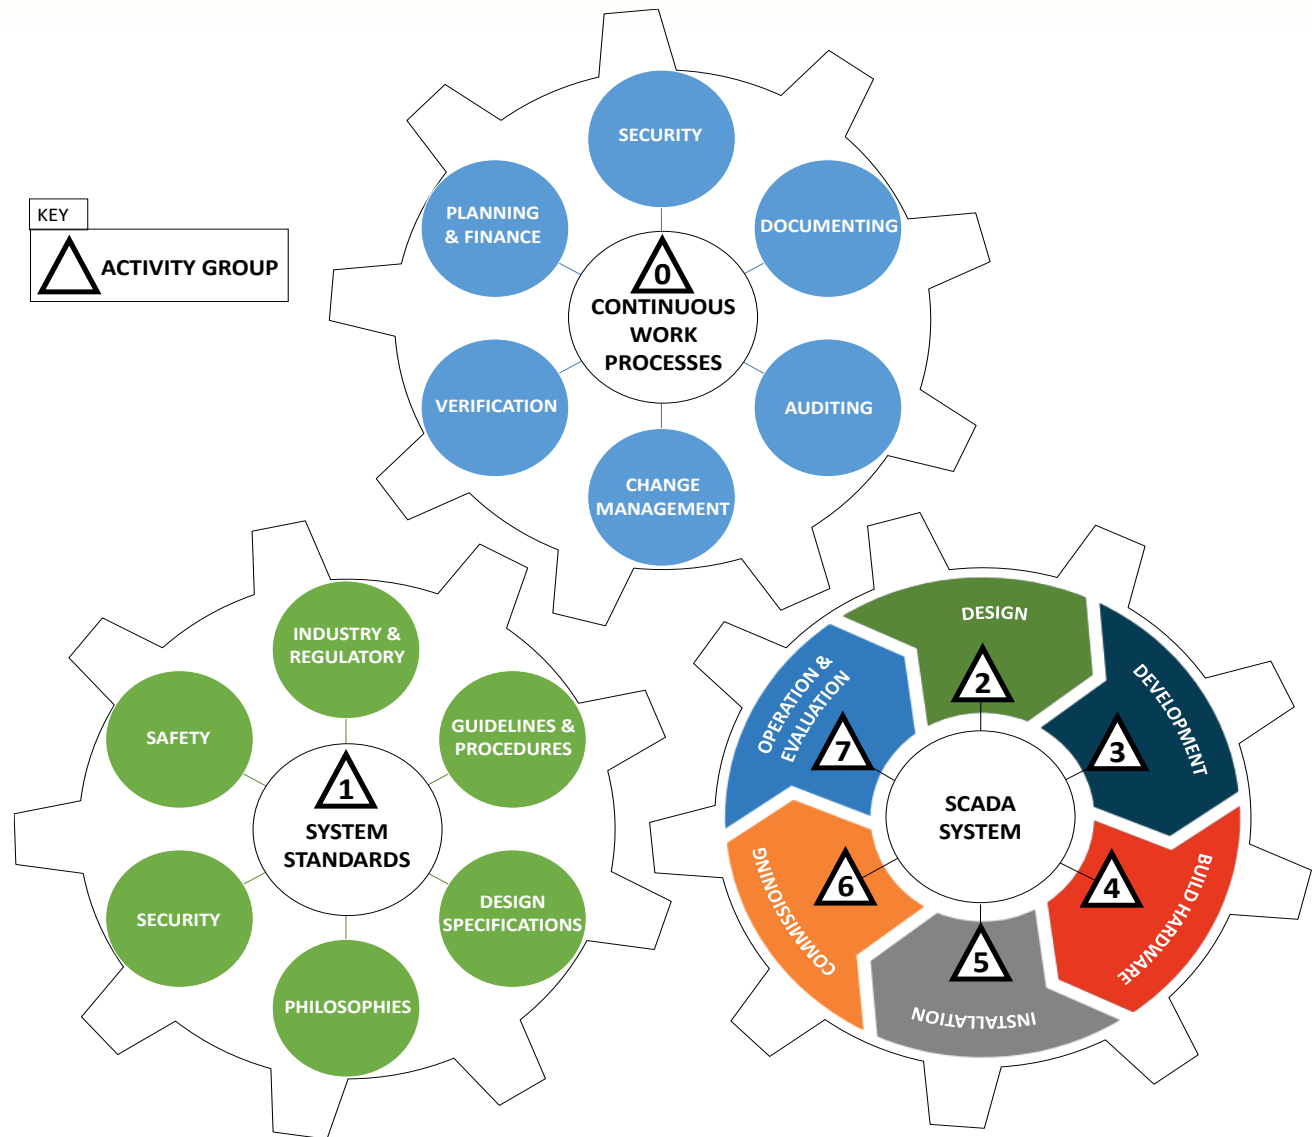 KEY
ACTIVITY GROUP
SECURITY
PLANNING
& FINANCE
DOCUMENTING
0
CONTINUOUS
WORK
PROCESSES
VERIFICATION
AUDITING
CHANGE
MANAGEMENT
INDUSTRY &
REGULATORY
SAFETY
GUIDELINES &
PROCEDURES
1
SYSTEM
STANDARDS
SECURITY
DESIGN
SPECIFICATIONS
PHILOSOPHIES
DESIGN
2
DEVELOPMENT
3
BUILD HARDWARE
4
INSTALLATION
5
COMMISSIONING
6
OPERATION &
EVALUATION
7
SCADA
SYSTEM